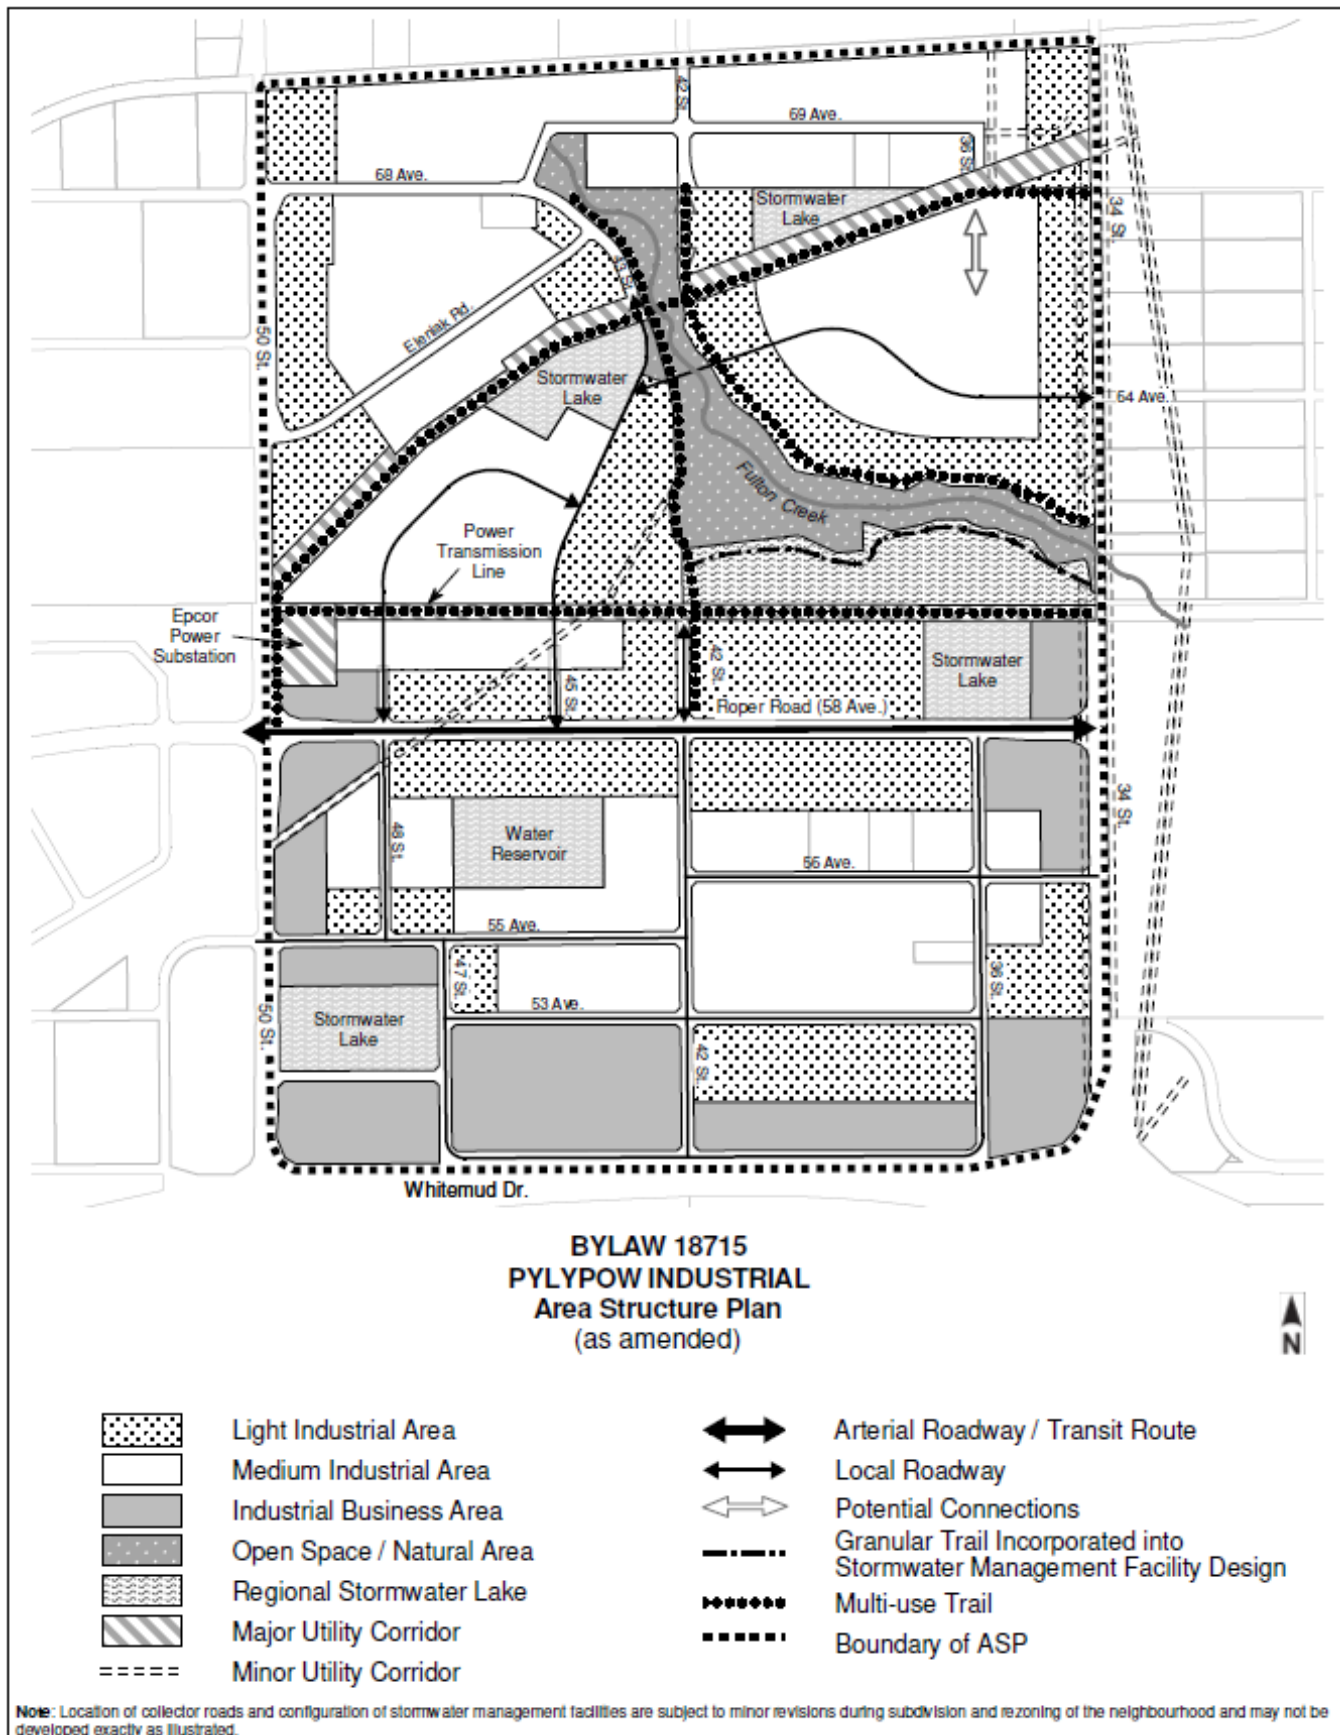 42 St.
69 Ave.
36 St.
68 Ave.
Stormwater
Lake
34 St.
43 St.
50 St.
Eleniak Rd.
Stormwater
Lake
64 Ave.
Fulton Creek
Power
Transmission
Line
Epcor
Power
Substation
42 St.
Stormwater
Lake
45 St.
Roper Road (58 Ave.)
34 St.
48 St.
Water
Reservoir
56 Ave.
55 Ave.
47 St.
36 St.
53 Ave.
50 St.
Stormwater
Lake
42 St.
Whitemud Dr.
BYLAW 18715
PYLYPOW INDUSTRIAL
Area Structure Plan
(as amended)
N
Light Industrial Area
Medium Industrial Area
Industrial Business Area
Open Space / Natural Area
Regional Stormwater Lake
Major Utility Corridor
Minor Utility Corridor
Arterial Roadway / Transit Route
Local Roadway
Potential Connections
Granular Trail Incorporated into
Stormwater Management Facility Design
Multi-use Trail
Boundary of ASP
Note: Location of collector roads and configuration of stormwater management facilities are subject to minor revisions during subdivision and rezoning of the neighbourhood and may not be
developed exactly as illustrated.